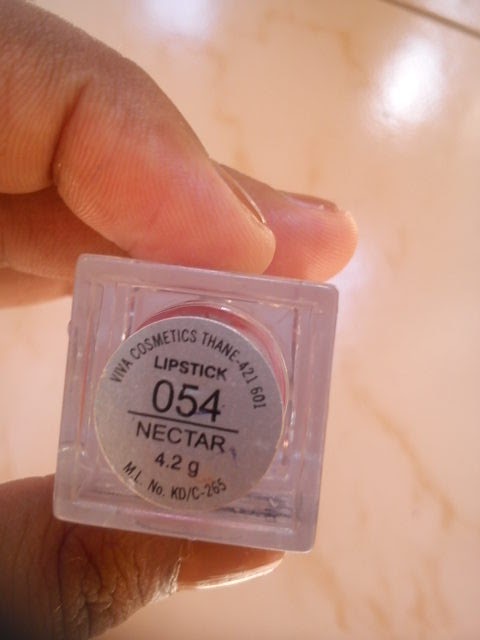 VIVA COSMETICS THANE-421 601
LIPSTICK
054
NECTAR
4.2 g
M.L. No. KD/C-265